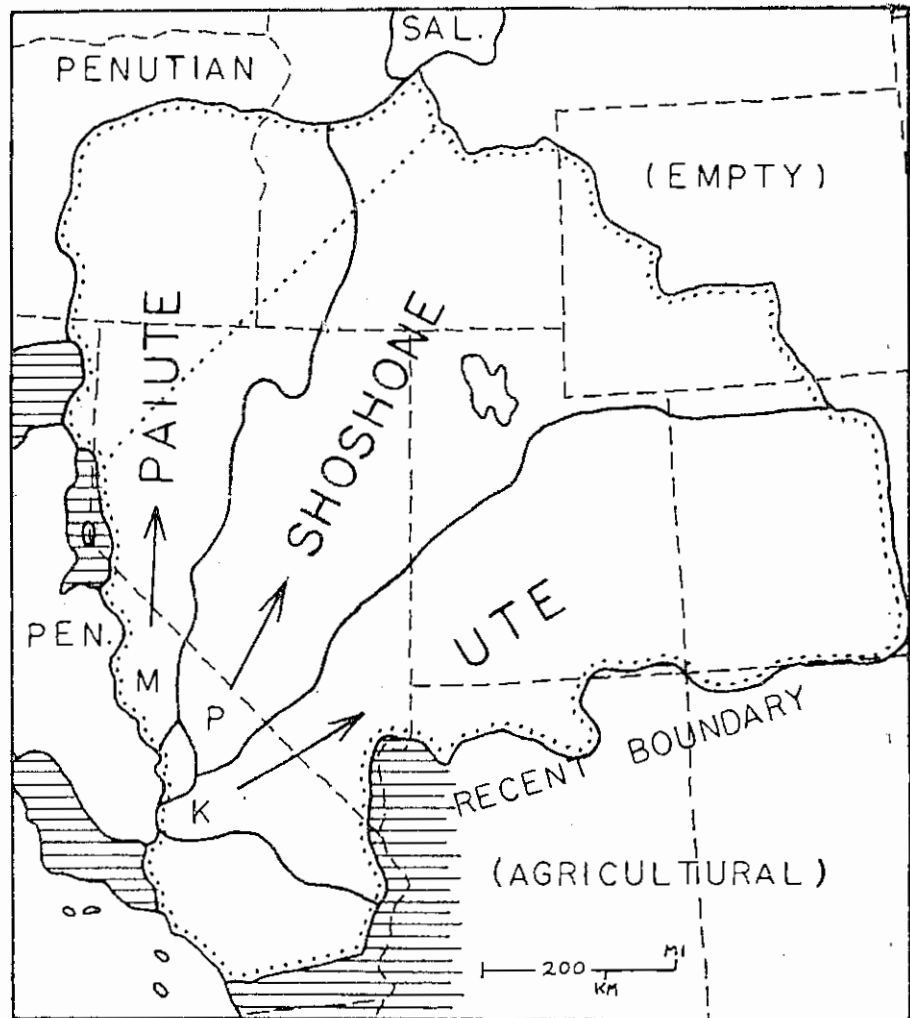 SAL.
PENUTIAN
(EMPTY)
PAIUTE
SHOSHONE
UTE
PEN.
M
P
K
RECENT BOUNDARY
(AGRICULTURAL)
200
MI
KM